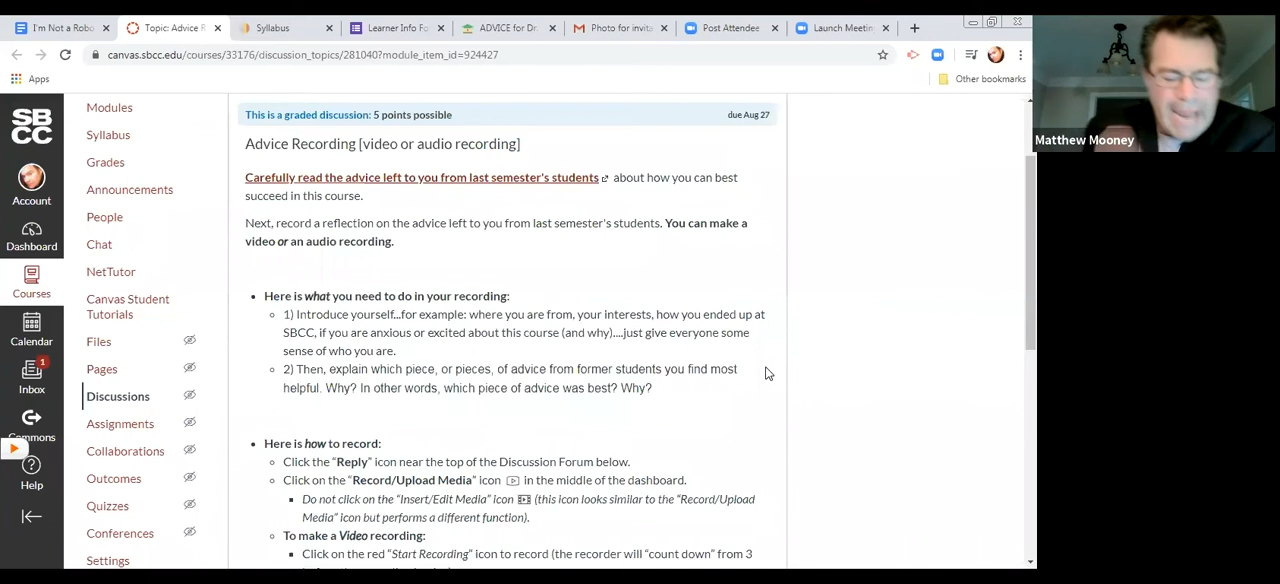 I'm Not a Robo
Topic: Advice R
Syllabus
Learner Info Fo
ADVICE for Dr.
Photo for invita
Post Attendee
Launch Meetin
canvas.sbcc.edu/courses/33176/discussion_topics/281040?module_item_id=924427
Apps
Other bookmarks
SB
CC
Account
Dashboard
Courses
Calendar
1
Inbox
Commons
Help
Modules
Syllabus
Grades
Announcements
People
Chat
NetTutor
Canvas Student
Tutorials
Files
Pages
Discussions
Assignments
Collaborations
Outcomes
Quizzes
Conferences
Settings
This is a graded discussion: 5 points possible
due Aug 27
Advice Recording [video or audio recording]
Carefully read the advice left to you from last semester's students about how you can best
succeed in this course.
Next, record a reflection on the advice left to you from last semester's students. You can make a
video or an audio recording.
Here is what you need to do in your recording:
1) Introduce yourself...for example: where you are from, your interests, how you ended up at
SBCC, if you are anxious or excited about this course (and why)....just give everyone some
sense of who you are.
2) Then, explain which piece, or pieces, of advice from former students you find most
helpful. Why? In other words, which piece of advice was best? Why?
Here is how to record:
Click the "Reply" icon near the top of the Discussion Forum below.
Click on the "Record/Upload Media" icon in the middle of the dashboard.
Do not click on the "Insert/Edit Media" icon (this icon looks similar to the "Record/Upload
Media" icon but performs a different function).
To make a Video recording:
Click on the red "Start Recording" icon to record (the recorder will "count down" from 3
Matthew Mooney